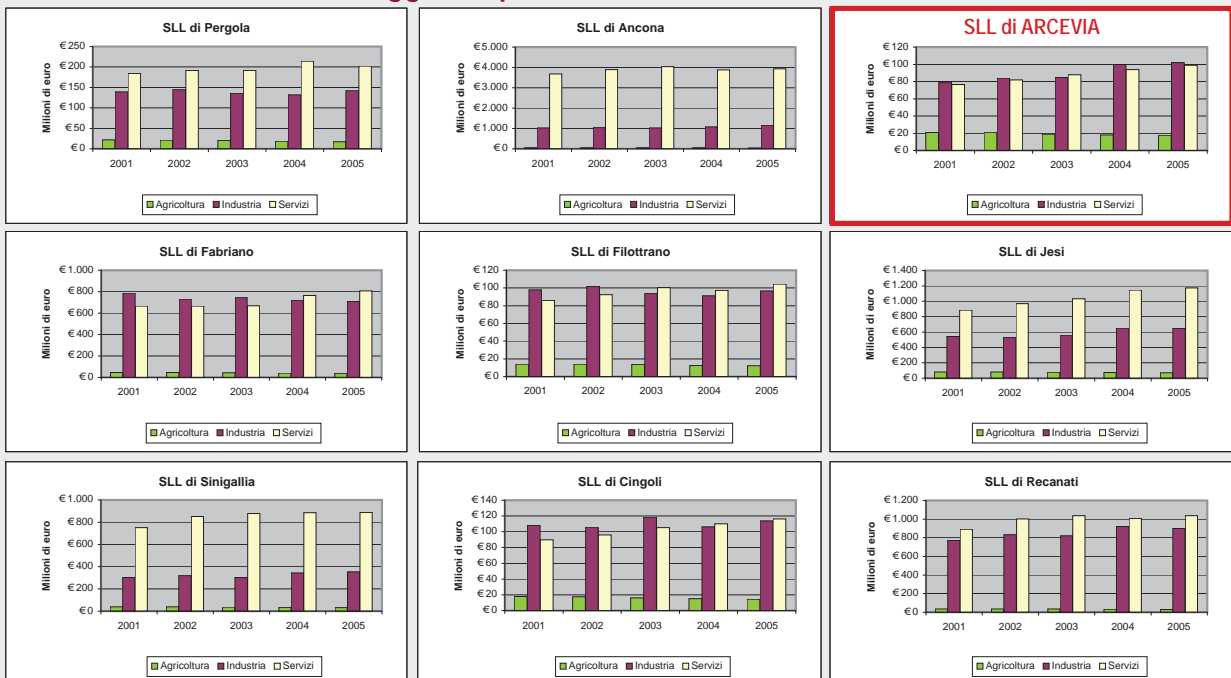 SLL di Pergola
Milioni di euro
€250
€200
€150
€100
€50
€0
2001 2002 2003 2004 2005
Agricoltura Industria Servizi
SLL di Ancona
Milioni di euro
€5.000
€4.000
€3.000
€2.000
€1.000
€0
2001 2002 2003 2004 2005
Agricoltura Industria Servizi
SLL di ARCEVIA
Milioni di euro
€120
€100
€80
€60
€40
€20
€0
2001 2002 2003 2004 2005
Agricoltura Industria Servizi
SLL di Fabriano
Milioni di euro
€1.000
€800
€600
€400
€200
€0
2001 2002 2003 2004 2005
Agricoltura Industria Servizi
SLL di Filottrano
Milioni di euro
€120
€100
€80
€60
€40
€20
€0
2001 2002 2003 2004 2005
Agricoltura Industria Servizi
SLL di Jesi
Milioni di euro
€1.400
€1.200
€1.000
€800
€600
€400
€200
€0
2001 2002 2003 2004 2005
Agricoltura Industria Servizi
SLL di Sinigallia
Milioni di euro
€1.000
€800
€600
€400
€200
€0
2001 2002 2003 2004 2005
Agricoltura Industria Servizi
SLL di Cingoli
Milioni di euro
€140
€120
€100
€80
€60
€40
€20
€0
2001 2002 2003 2004 2005
Agricoltura Industria Servizi
SLL di Recanati
Milioni di euro
€1.200
€1.000
€800
€600
€400
€200
€0
2001 2002 2003 2004 2005
Agricoltura Industria Servizi